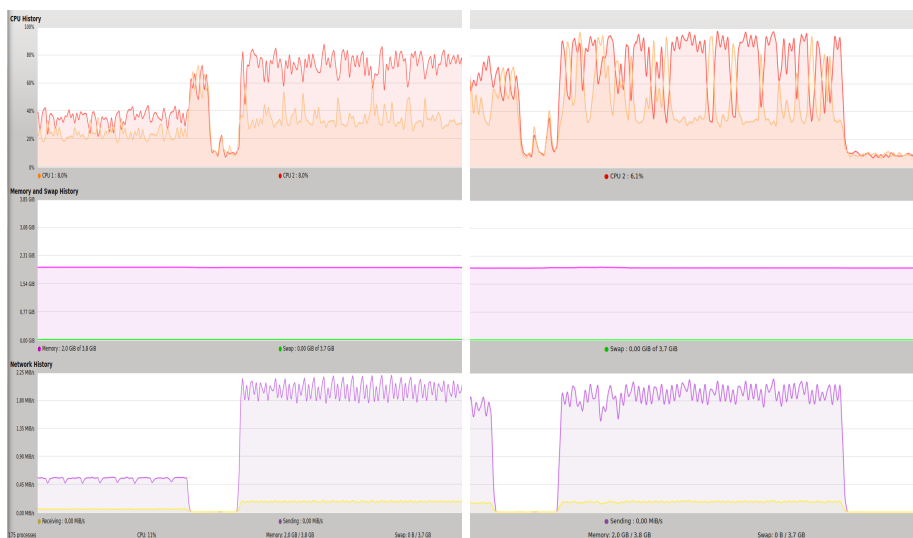 CPU History
100%
80%
60%
40%
20%
0%
CPU 1 : 8.0%
CPU 2 : 8.0%
CPU 2 : 6.1%
Memory and Swap History
3.85 GiB
3.08 GiB
2.31 GiB
1.54 GiB
0.77 GiB
0.00 GiB
Memory : 2.0 GiB of 3.8 GiB
Swap : 0.00 GiB of 3.7 GiB
Swap : 0.00 GiB of 3.7 GiB
Network History
2.25 MiB/s
1.80 MiB/s
1.35 MiB/s
0.90 MiB/s
0.45 MiB/s
0.00 MiB/s
Receiving : 0.00 MiB/s
Sending : 0.00 MiB/s
Sending : 0.00 MiB/s
175 processes
CPU: 11%
Memory: 2.0 GB / 3.8 GB
Swap: 0 B / 3.7 GB
Memory: 2.0 GB / 3.8 GB
Swap: 0 B / 3.7 GB